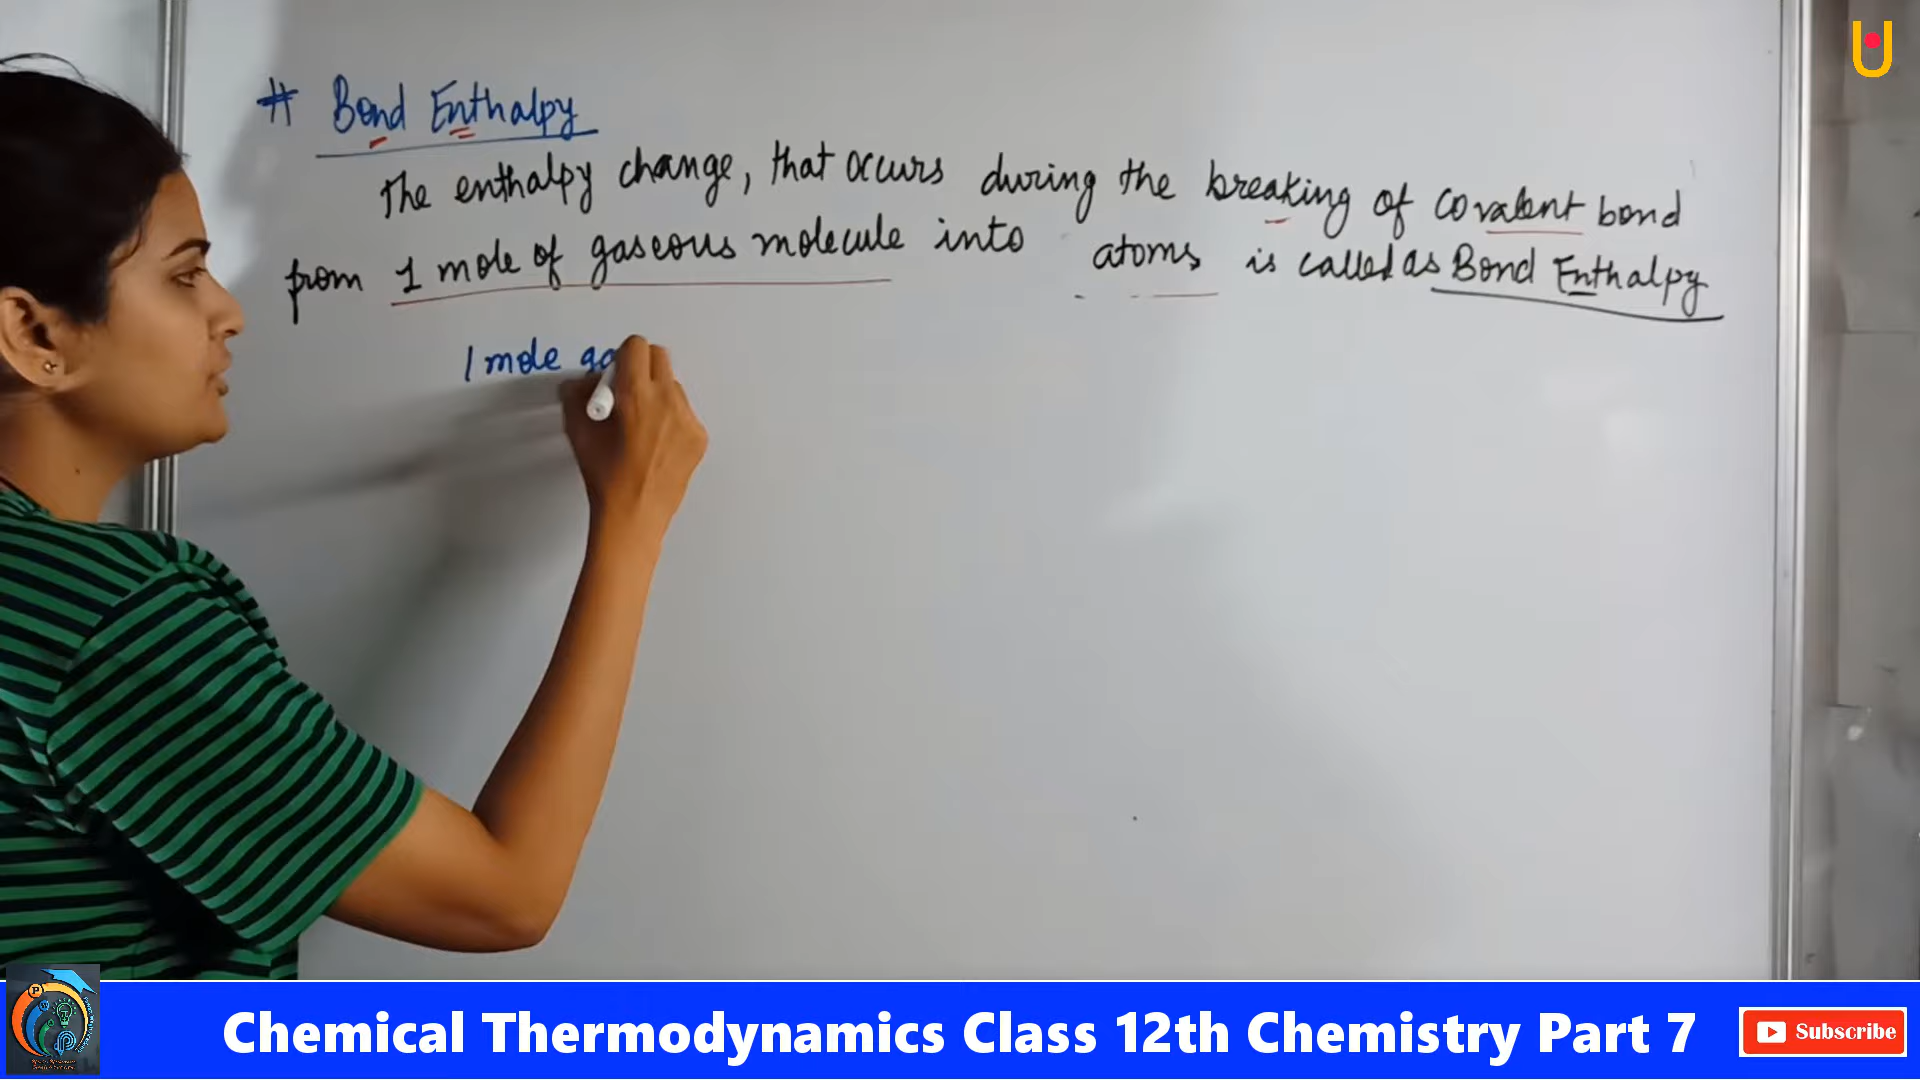 # Bond Enthalpy
The enthalpy change, that occurs during the breaking of covalent bond
from 1 mole of gaseous molecule into atoms is called as Bond Enthalpy
1 mole ga
Chemical Thermodynamics Class 12th Chemistry Part 7
Subscribe